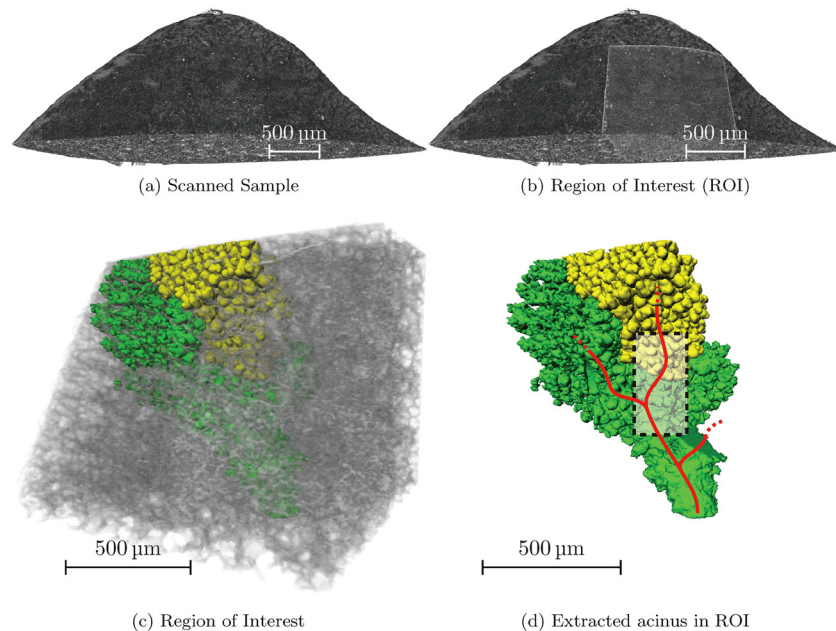 500 µm
500 µm
(a) Scanned Sample
(b) Region of Interest (ROI)
500 µm
500 µm
(c) Region of Interest
(d) Extracted acinus in ROI